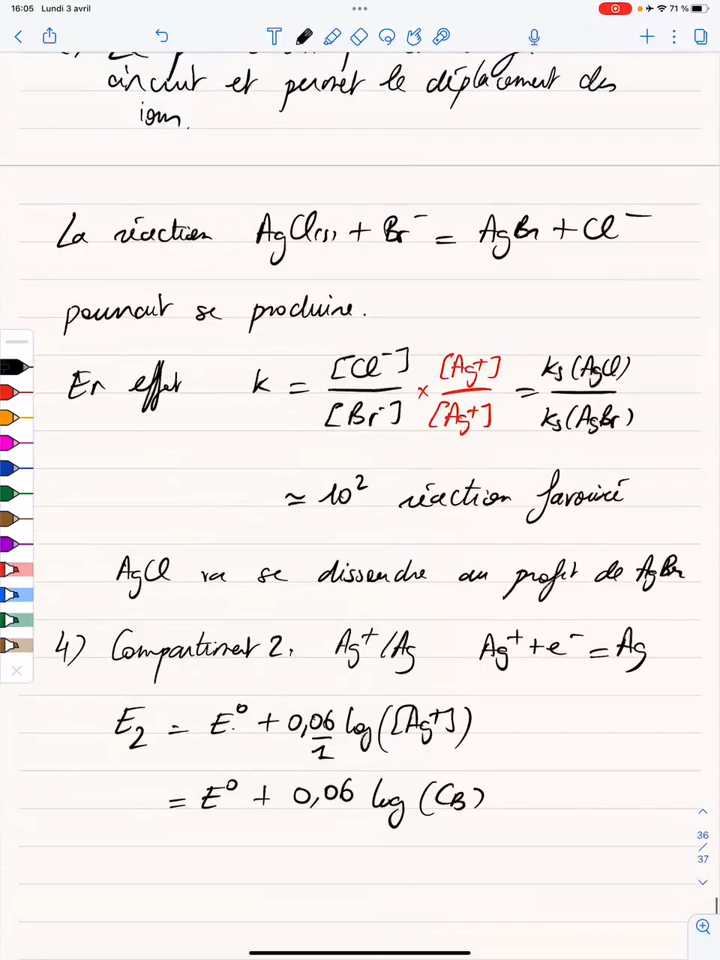 16:05 Lundi 3 avril
71 %
circuit et permet le déplacement des
ions.
La réaction AgCl(s) + Br⁻ = AgBr + Cl⁻
pourrait se produire.
En effet k = [Cl⁻]/[Br⁻] × [Ag+]/[Ag+] = ks(AgCl)/ks(AgBr)
≃ 10² réaction favorisé
AgCl va se dissoudre au profit de AgBr
4) Compartiment 2, Ag⁺/Ag Ag⁺ + e⁻ = Ag
E₂ = E⁰ + 0,06/1 log([Ag⁺])
= E⁰ + 0,06 log(CB)
36
/
37